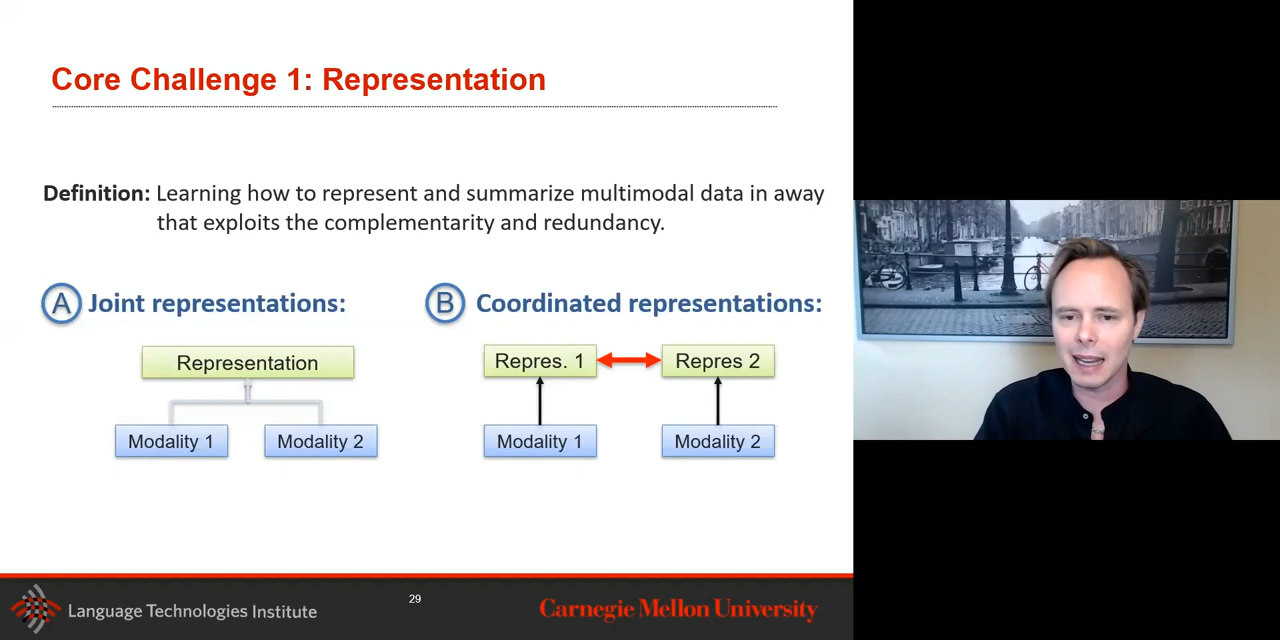 Core Challenge 1: Representation
Definition: Learning how to represent and summarize multimodal data in away
that exploits the complementarity and redundancy.
A Joint representations:
B Coordinated representations:
Representation
Modality 1
Modality 2
Repres. 1
Repres 2
Modality 1
Modality 2
Language Technologies Institute
29
Carnegie Mellon University